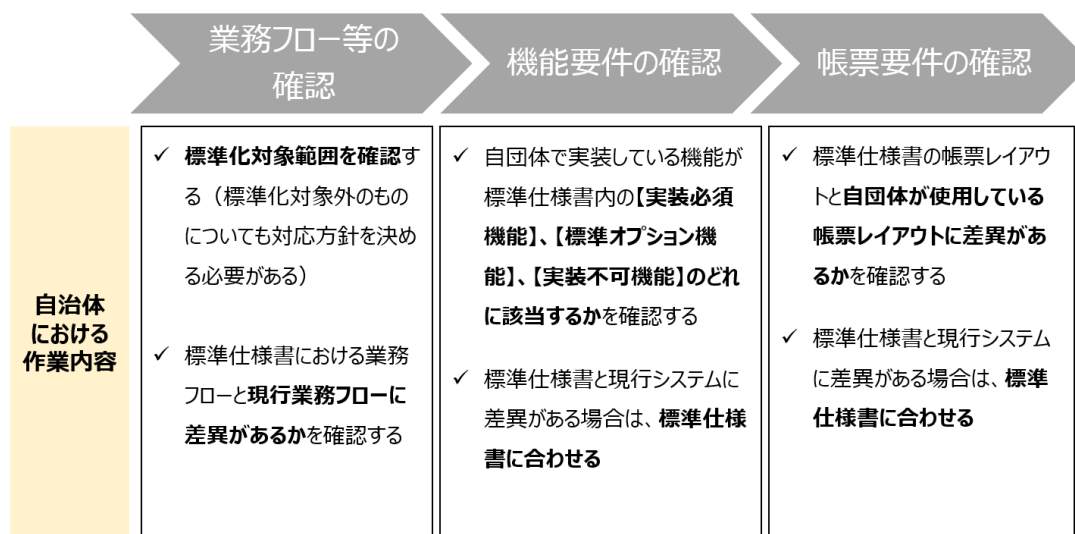 業務フロー等の
確認
機能要件の確認
帳票要件の確認
自治体
における
作業内容
✓ 標準化対象範囲を確認す
る（標準化対象外のもの
についても対応方針を決め
る必要がある）
✓ 標準仕様書における業務
フローと現行業務フローに
差異があるかを確認する
✓ 自団体で実装している機能が
標準仕様書内の【実装必須
機能】、【標準オプション機
能】、【実装不可機能】のどれ
に該当するかを確認する
✓ 標準仕様書と現行システムに
差異がある場合は、標準仕様
書に合わせる
✓ 標準仕様書の帳票レイアウ
トと自団体が使用している
帳票レイアウトに差異があ
るかを確認する
✓ 標準仕様書と現行システム
に差異がある場合は、標準
仕様書に合わせる